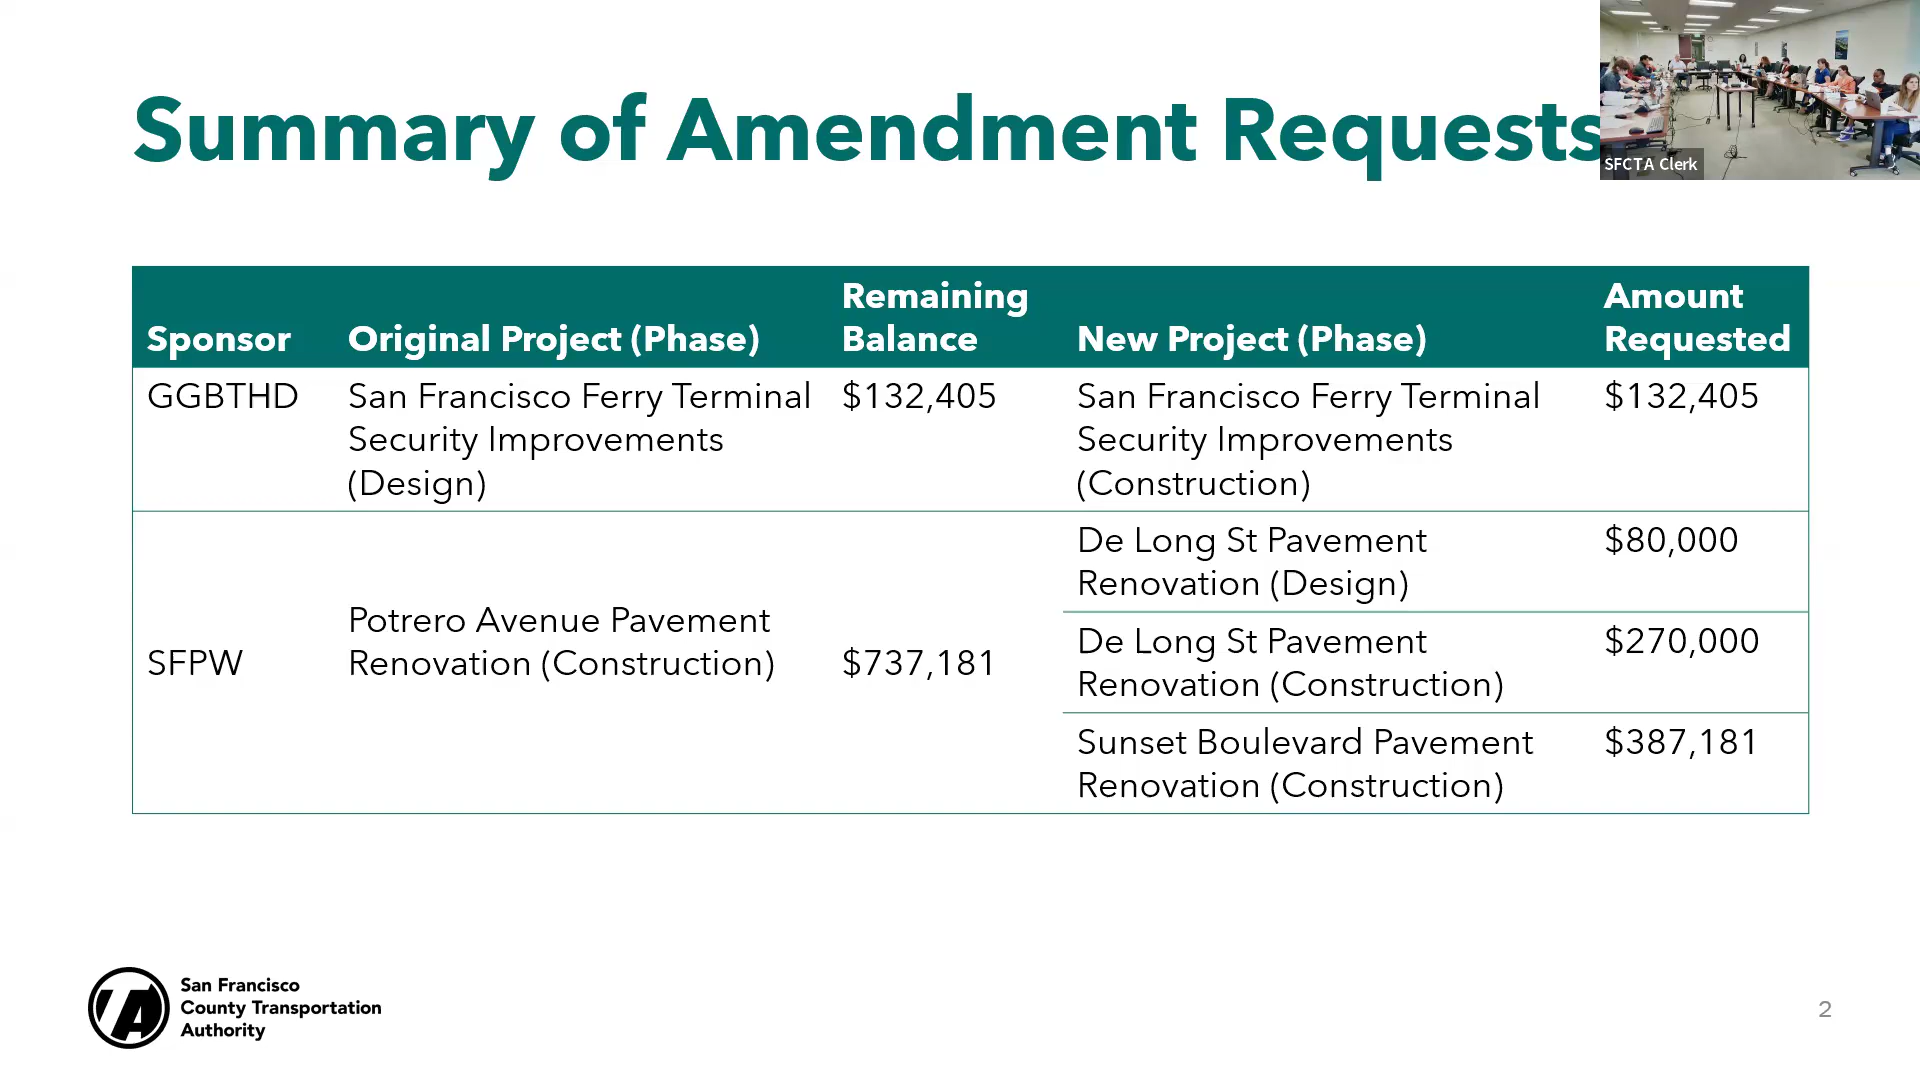 Summary of Amendment Requests
SFCTA Clerk
Sponsor
Original Project (Phase)
Remaining
Balance
New Project (Phase)
Amount
Requested
GGBTHD
San Francisco Ferry Terminal
Security Improvements
(Design)
$132,405
San Francisco Ferry Terminal
Security Improvements
(Construction)
$132,405
SFPW
Potrero Avenue Pavement
Renovation (Construction)
$737,181
De Long St Pavement
Renovation (Design)
$80,000
De Long St Pavement
Renovation (Construction)
$270,000
Sunset Boulevard Pavement
Renovation (Construction)
$387,181
TA
San Francisco
County Transportation
Authority
2